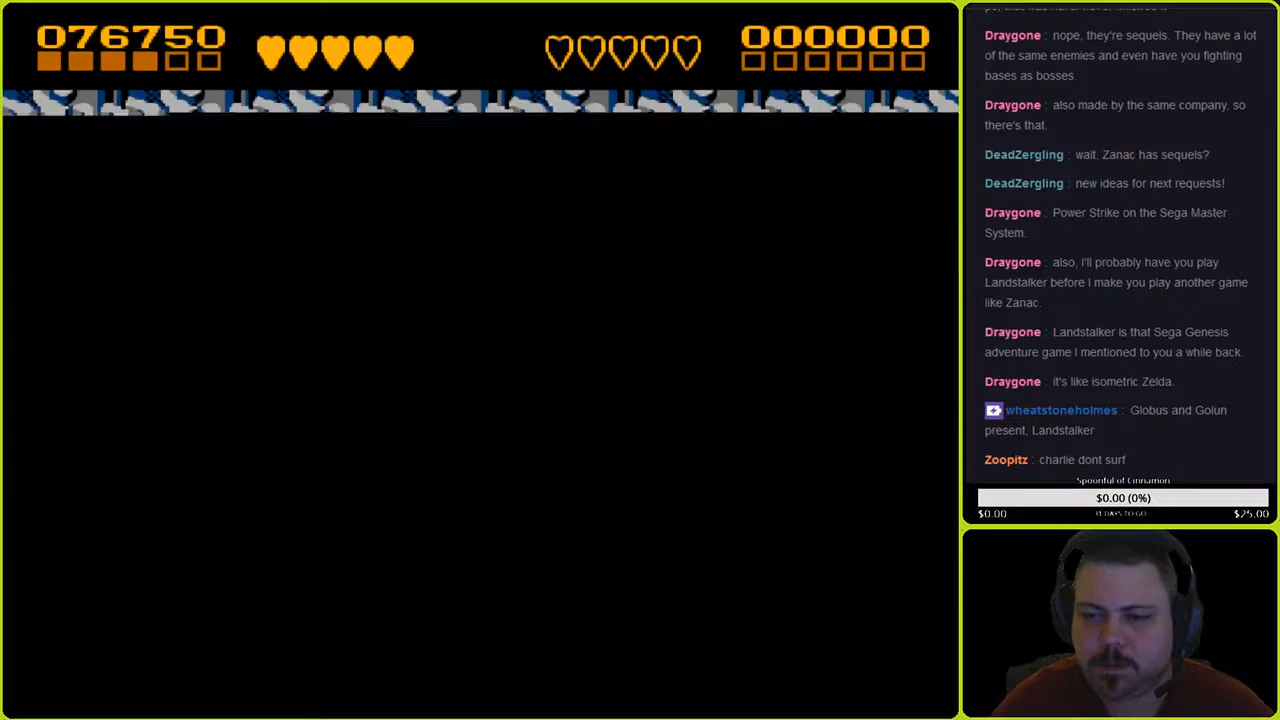 076750
000000
Draygone : nope, they're sequels. They have a lot
of the same enemies and even have you fighting
bases as bosses.
Draygone : also made by the same company, so
there's that.
DeadZergling : wait, Zanac has sequels?
DeadZergling : new ideas for next requests!
Draygone : Power Strike on the Sega Master
System.
Draygone : also, I'll probably have you play
Landstalker before I make you play another game
like Zanac.
Draygone : Landstalker is that Sega Genesis
adventure game I mentioned to you a while back.
Draygone : it's like isometric Zelda.
wheatstoneholmes : Globus and Golun
present, Landstalker
Zoopitz : charlie dont surf
Spoonful of Cinnamon
$0.00 (0%)
$0.00
DAYS TO GO
$25.00